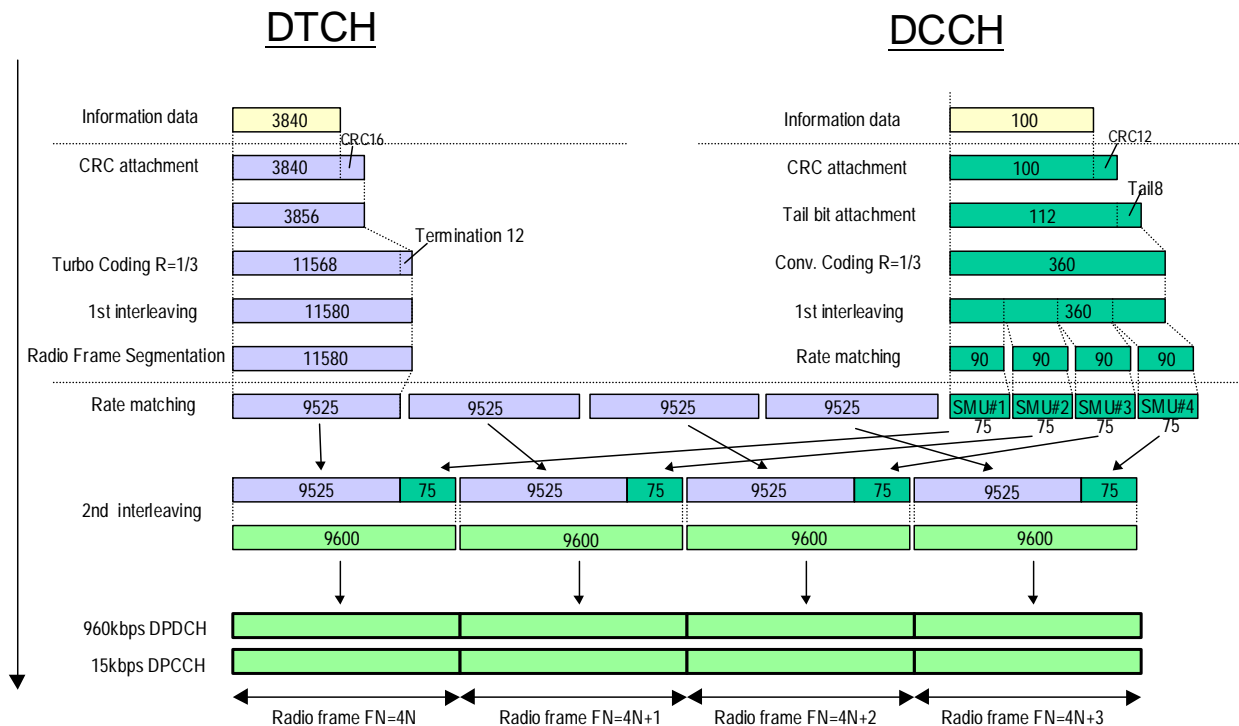 DTCH DCCH
Information data 3840 Information data 100
CRC16 CRC12
CRC attachment 3840 CRC attachment 100
Tail8
3856 Tail bit attachment 112
Termination 12
Turbo Coding R=1/3 11568 Conv. Coding R=1/3 360
1st interleaving 11580 1st interleaving 360
Radio Frame Segmentation 11580 Rate matching 90 90 90 90
Rate matching 9525 9525 9525 9525 SMU#1 SMU#2 SMU#3 SMU#4
75 75 75 75
9525 75 9525 75 9525 75 9525 75
2nd interleaving
9600 9600 9600 9600
960kbps DPDCH
15kbps DPCCH
Radio frame FN=4N Radio frame FN=4N+1 Radio frame FN=4N+2 Radio frame FN=4N+3